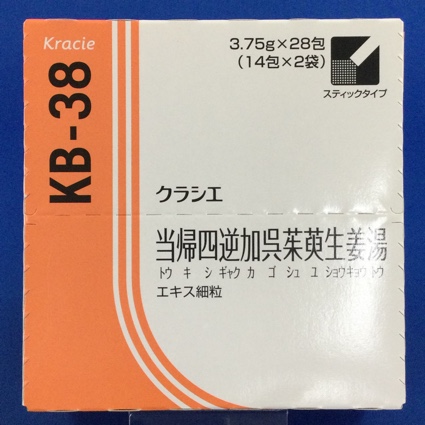 Kracie
KB-38
3.75g×28包
(14包×2袋)
スティックタイプ
クラシエ
当帰四逆加呉茱萸生姜湯
トウ キ シ ギャク カ ゴ シュ ユ ショウキョウ トウ
エキス細粒